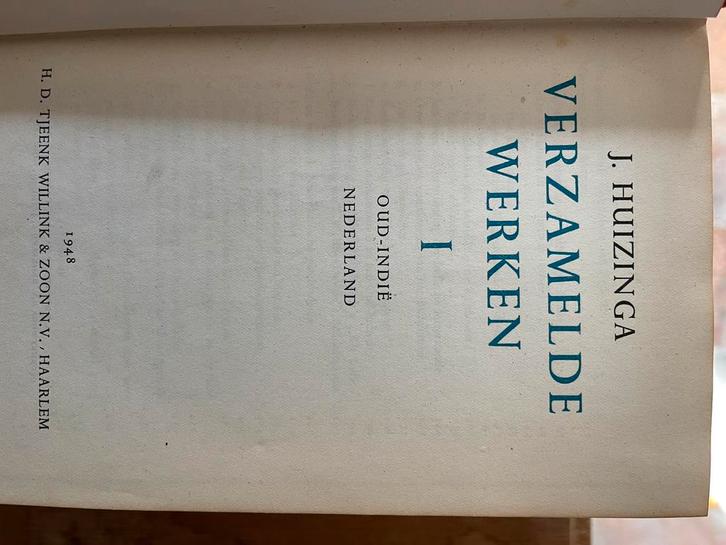 J. HUIZINGA
VERZAMELDE
WERKEN
I
OUD-INDIË
NEDERLAND
1948
H. D. TJEENK WILLINK & ZOON N.V., HAARLEM